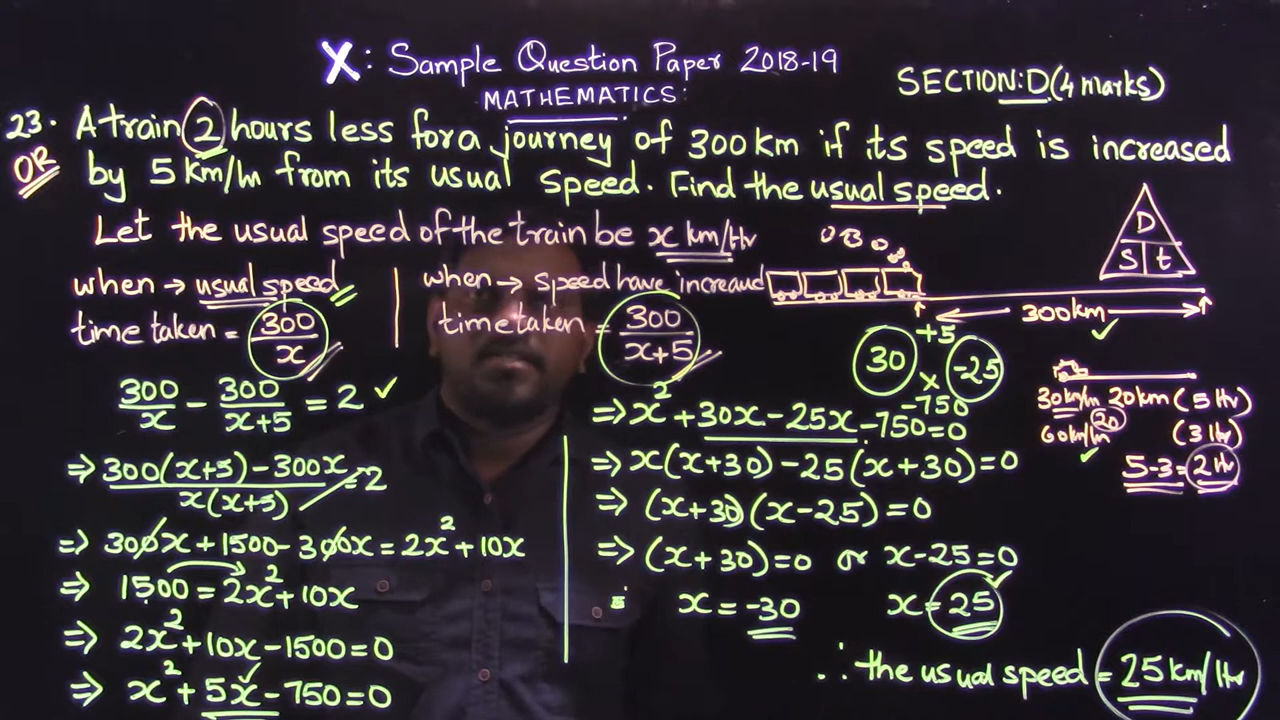 X: Sample Question Paper 2018-19
MATHEMATICS:
SECTION:D(4 marks)
23. A train 2 hours less for a journey of 300km if its speed is increased
OR by 5 km/hr from its usual speed. Find the usual speed.
Let the usual speed of the train be x km/Hr
when → usual speed
time taken = 300/x
when → speed have increaud
time taken = 300/(x+5)
D
S t
300km
300/x - 300/(x+5) = 2 ✓
⇒ (300(x+5) - 300x)/(x(x+5)) = 2
⇒ 300x + 1500 - 300x = 2x² + 10x
⇒ 1500 = 2x² + 10x
⇒ 2x² + 10x - 1500 = 0
⇒ x² + 5x - 750 = 0
+5
30 × -25
-750
⇒ x² + 30x - 25x - 750 = 0
⇒ x(x+30) - 25(x+30) = 0
⇒ (x+30)(x-25) = 0
⇒ (x+30) = 0 or x-25 = 0
x = -30 x = 25
30km/hr 20km (5 Hr)
60km/hr 20 (3 Hr)
5-3 = 2 Hr
∴ the usual speed = 25 km/Hr